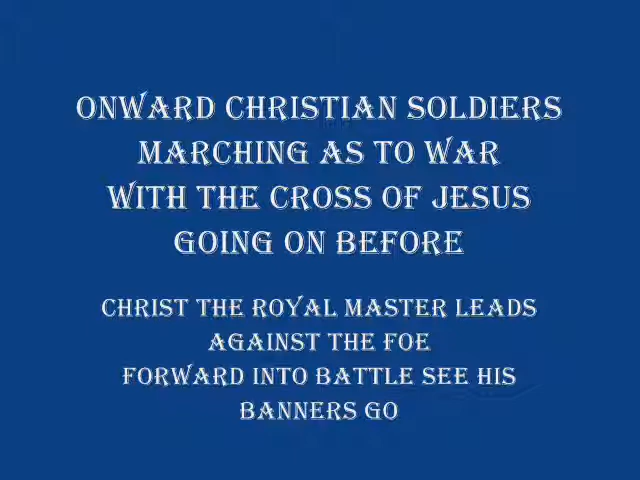 ONWARD CHRISTIAN SOLDIERS
MARCHING AS TO WAR
WITH THE CROSS OF JESUS
GOING ON BEFORE
CHRIST THE ROYAL MASTER LEADS
AGAINST THE FOE
FORWARD INTO BATTLE SEE HIS
BANNERS GO